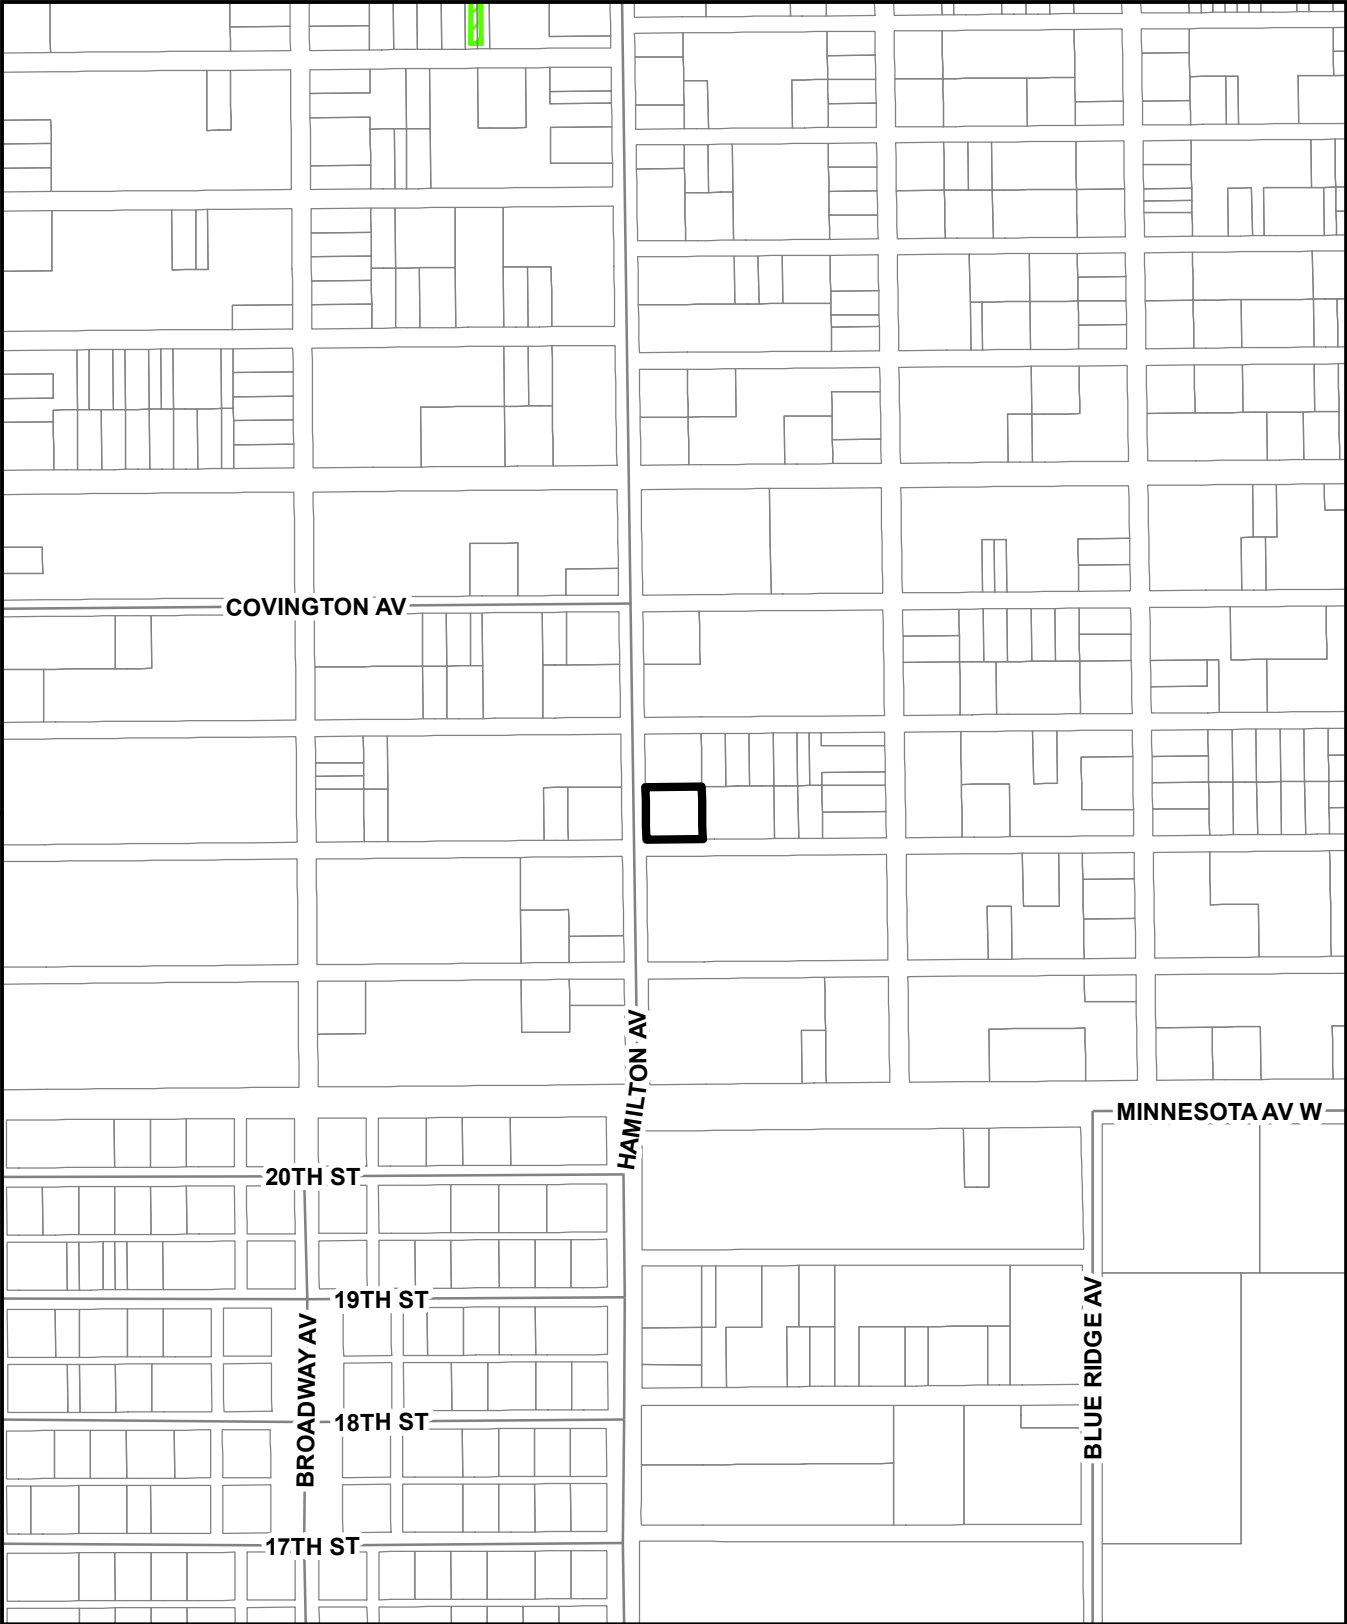 COVINGTON AV
HAMILTON AV
MINNESOTA AV W
20TH ST
19TH ST
BROADWAY AV
BLUE RIDGE AV
18TH ST
17TH ST